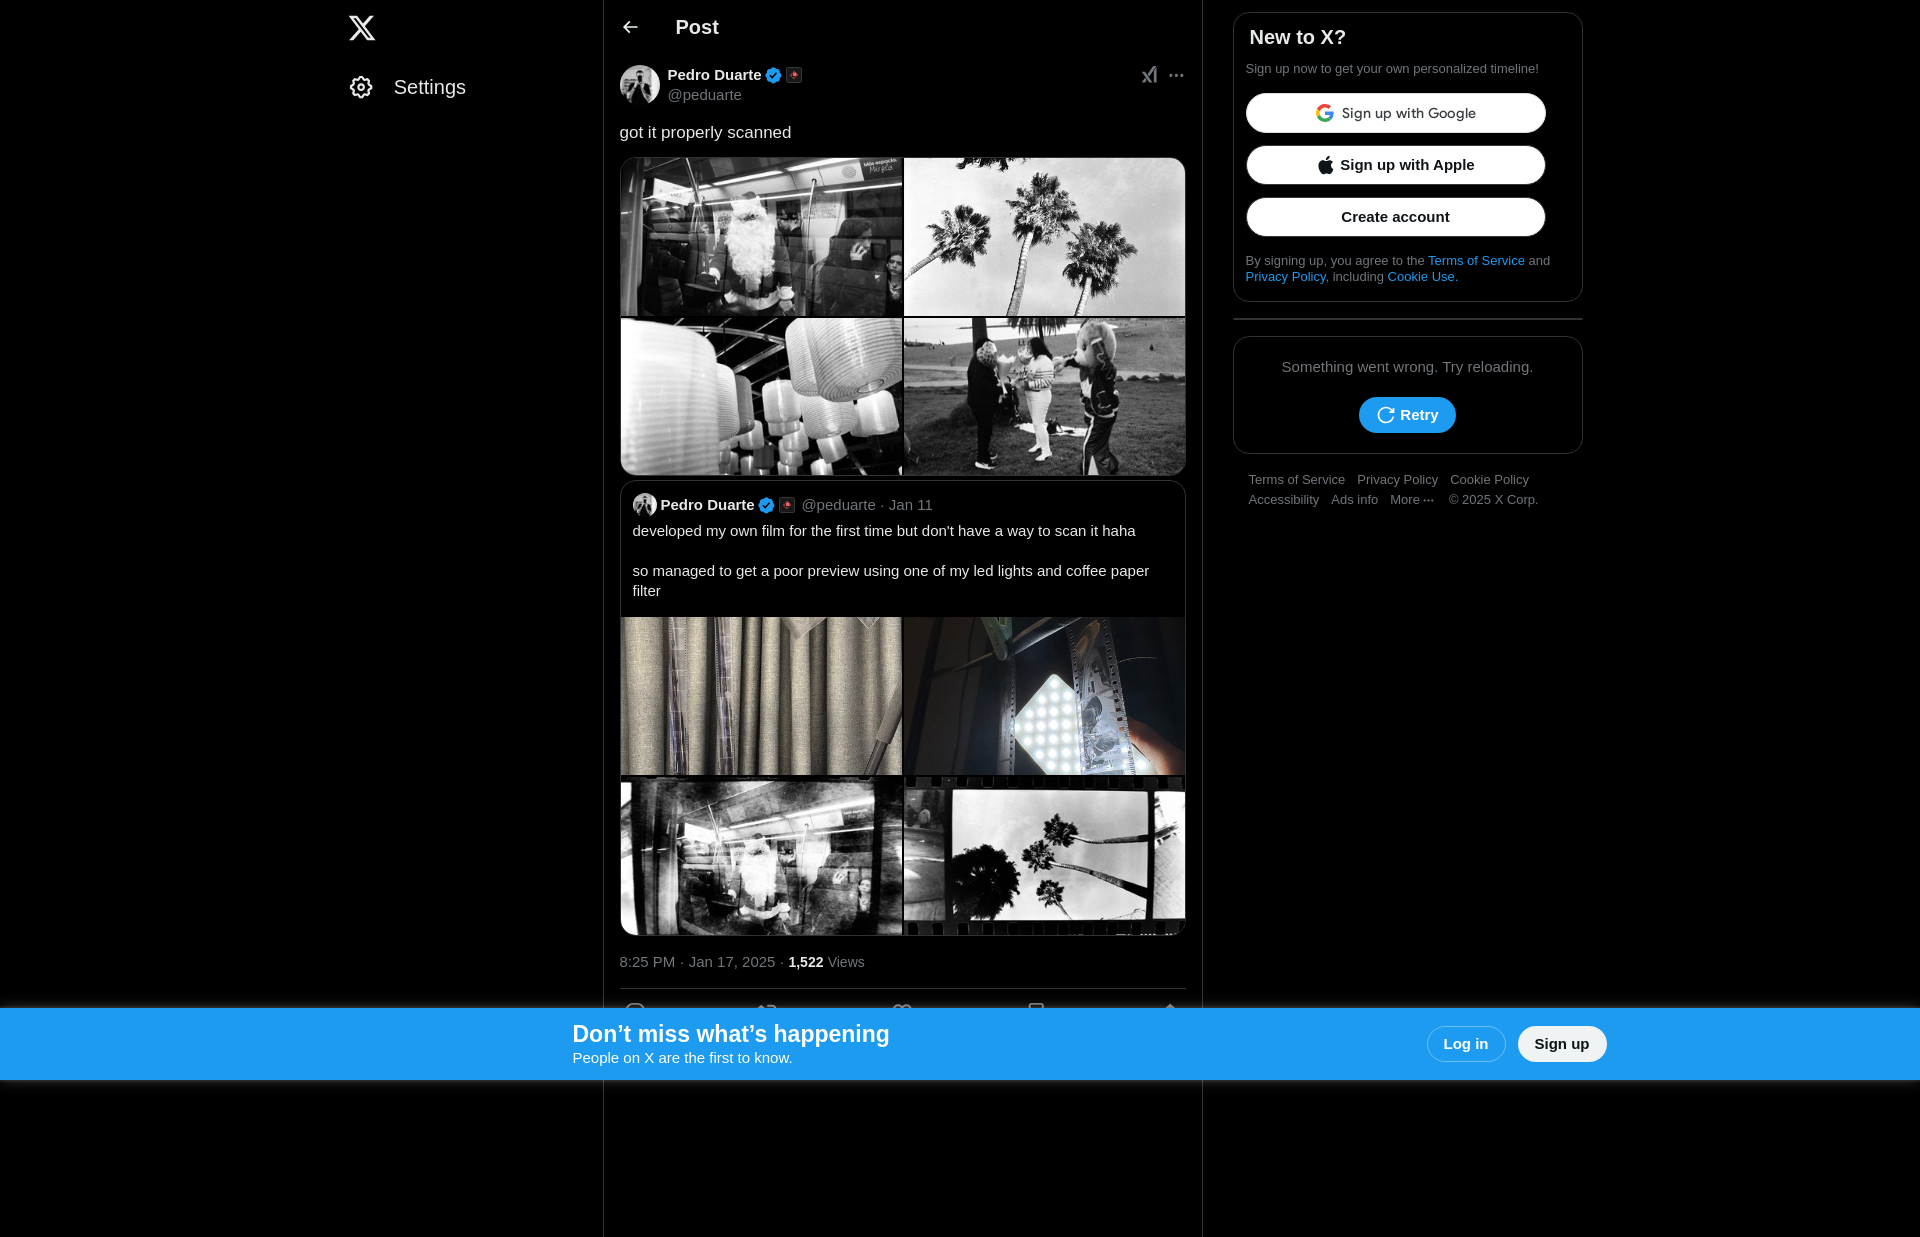 Settings
Post
Pedro Duarte
@peduarte
got it properly scanned
Pedro Duarte @peduarte · Jan 11
developed my own film for the first time but don't have a way to scan it haha
so managed to get a poor preview using one of my led lights and coffee paper
filter
8:25 PM · Jan 17, 2025 · 1,522 Views
New to X?
Sign up now to get your own personalized timeline!
Sign up with Google
Sign up with Apple
Create account
By signing up, you agree to the Terms of Service and
Privacy Policy, including Cookie Use.
Something went wrong. Try reloading.
Retry
Terms of Service Privacy Policy Cookie Policy
Accessibility Ads info More ··· © 2025 X Corp.
Don’t miss what’s happening
People on X are the first to know.
Log in
Sign up